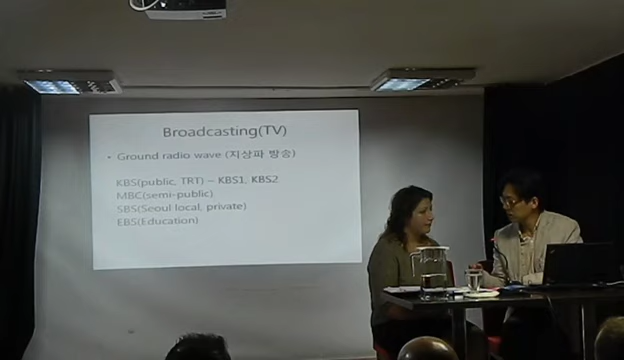 Broadcasting(TV)
• Ground radio wave (지상파 방송)
KBS(public, TRT) – KBS1, KBS2
MBC(semi-public)
SBS(Seoul local, private)
EBS(Education)